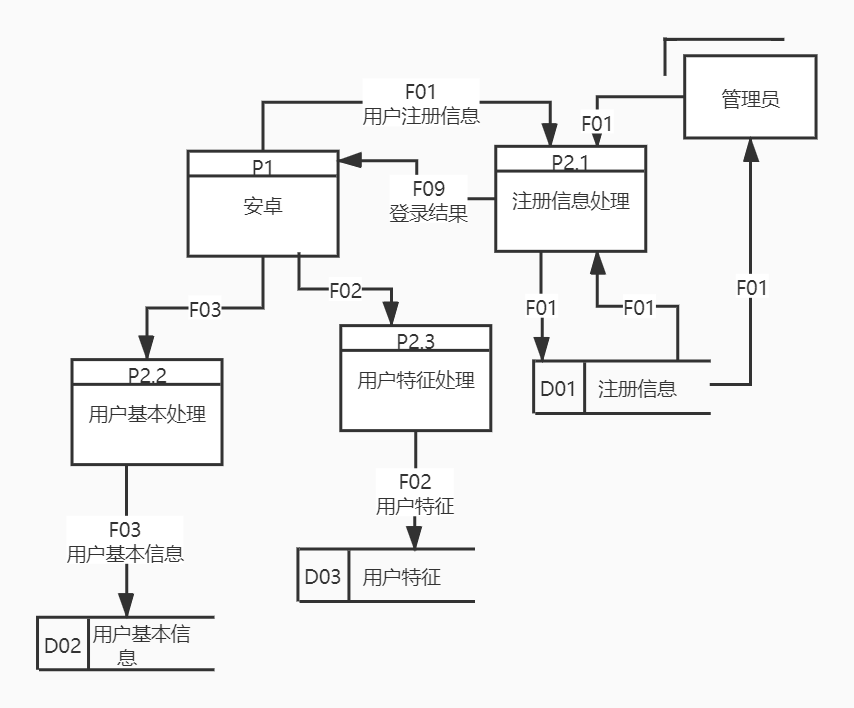 F01
用户注册信息
管理员
F01
P1
安卓
P2.1
注册信息处理
F09
登录结果
F03
F02
F01
F01
F01
P2.2
用户基本处理
P2.3
用户特征处理
D01
注册信息
F02
用户特征
F03
用户基本信息
D03
用户特征
D02
用户基本信
息